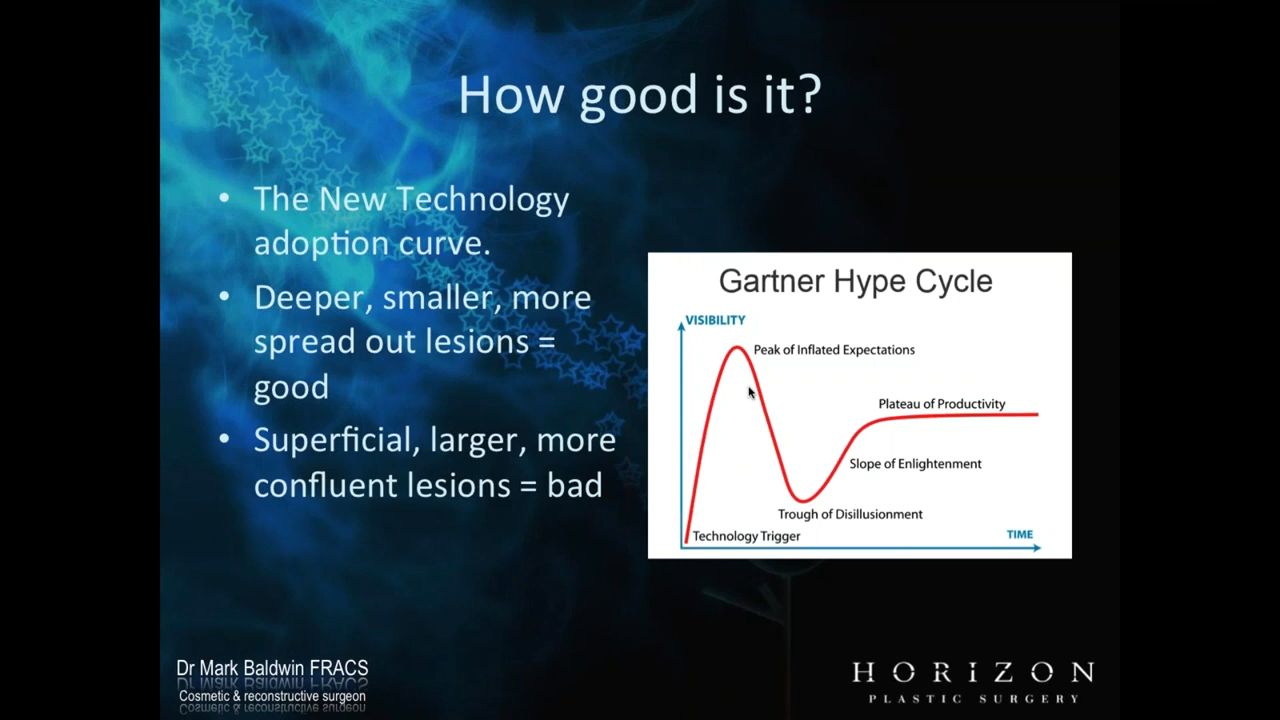 How good is it?
• The New Technology
adoption curve.
• Deeper, smaller, more
spread out lesions =
good
• Superficial, larger, more
confluent lesions = bad
Gartner Hype Cycle
VISIBILITY
Peak of Inflated Expectations
Plateau of Productivity
Slope of Enlightenment
Trough of Disillusionment
Technology Trigger
TIME
Dr Mark Baldwin FRACS
Cosmetic & reconstructive surgeon
HORIZON
PLASTIC SURGERY